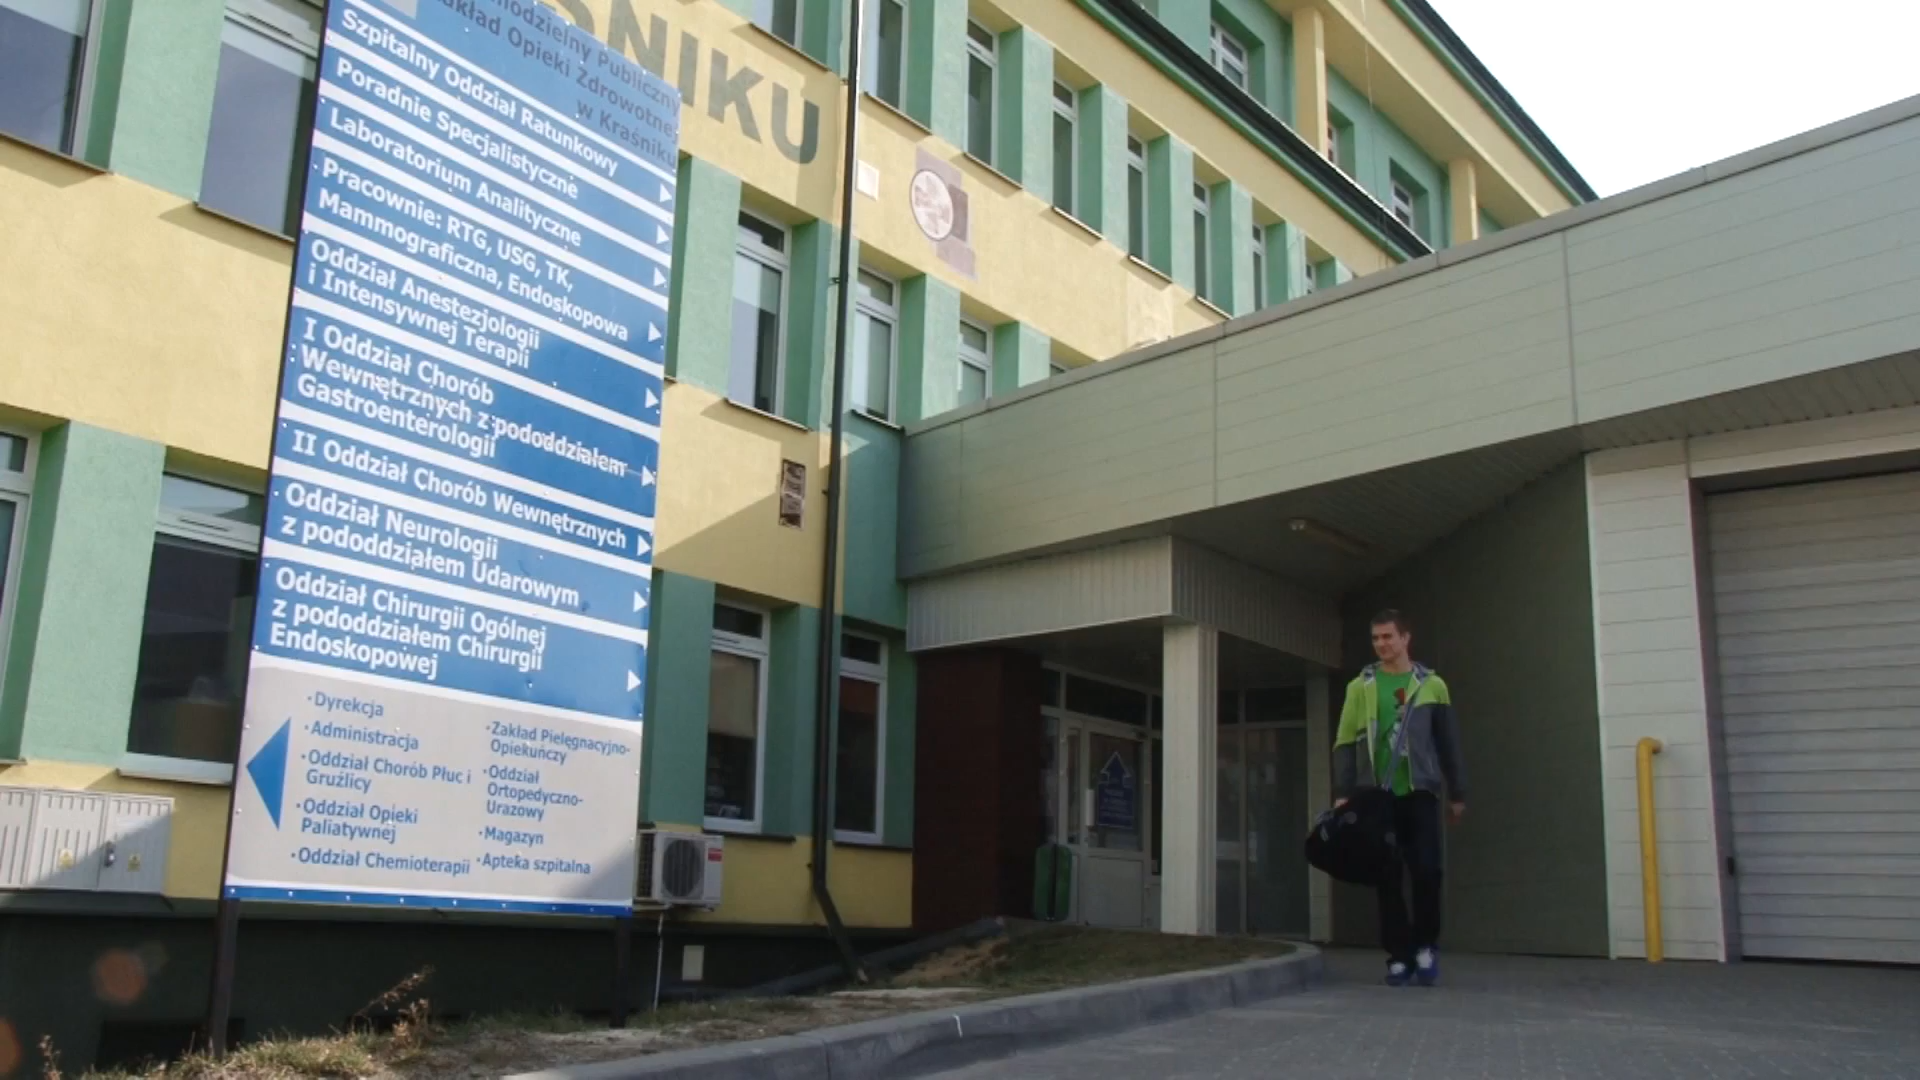 Publiczny
Zakład Opieki Zdrowotnej
w Kraśniku
ŚNIKU
Szpitalny Oddział Ratunkowy
Poradnie Specjalistyczne
Laboratorium Analityczne
Pracownie: RTG, USG, TK,
Mammograficzna, Endoskopowa
Oddział Anestezjologii
i Intensywnej Terapii
I Oddział Chorób
Wewnętrznych z pododdziałem
Gastroenterologii
II Oddział Chorób Wewnętrznych
Oddział Neurologii
z pododdziałem Udarowym
Oddział Chirurgii Ogólnej
z pododdziałem Chirurgii
Endoskopowej
·Dyrekcja
·Administracja
·Oddział Chorób Płuc i
Gruźlicy
·Oddział Opieki
Paliatywnej
·Oddział Chemioterapii
·Zakład Pielęgnacyjno-
Opiekuńczy
·Oddział
Ortopedyczno-
Urazowy
·Magazyn
·Apteka szpitalna